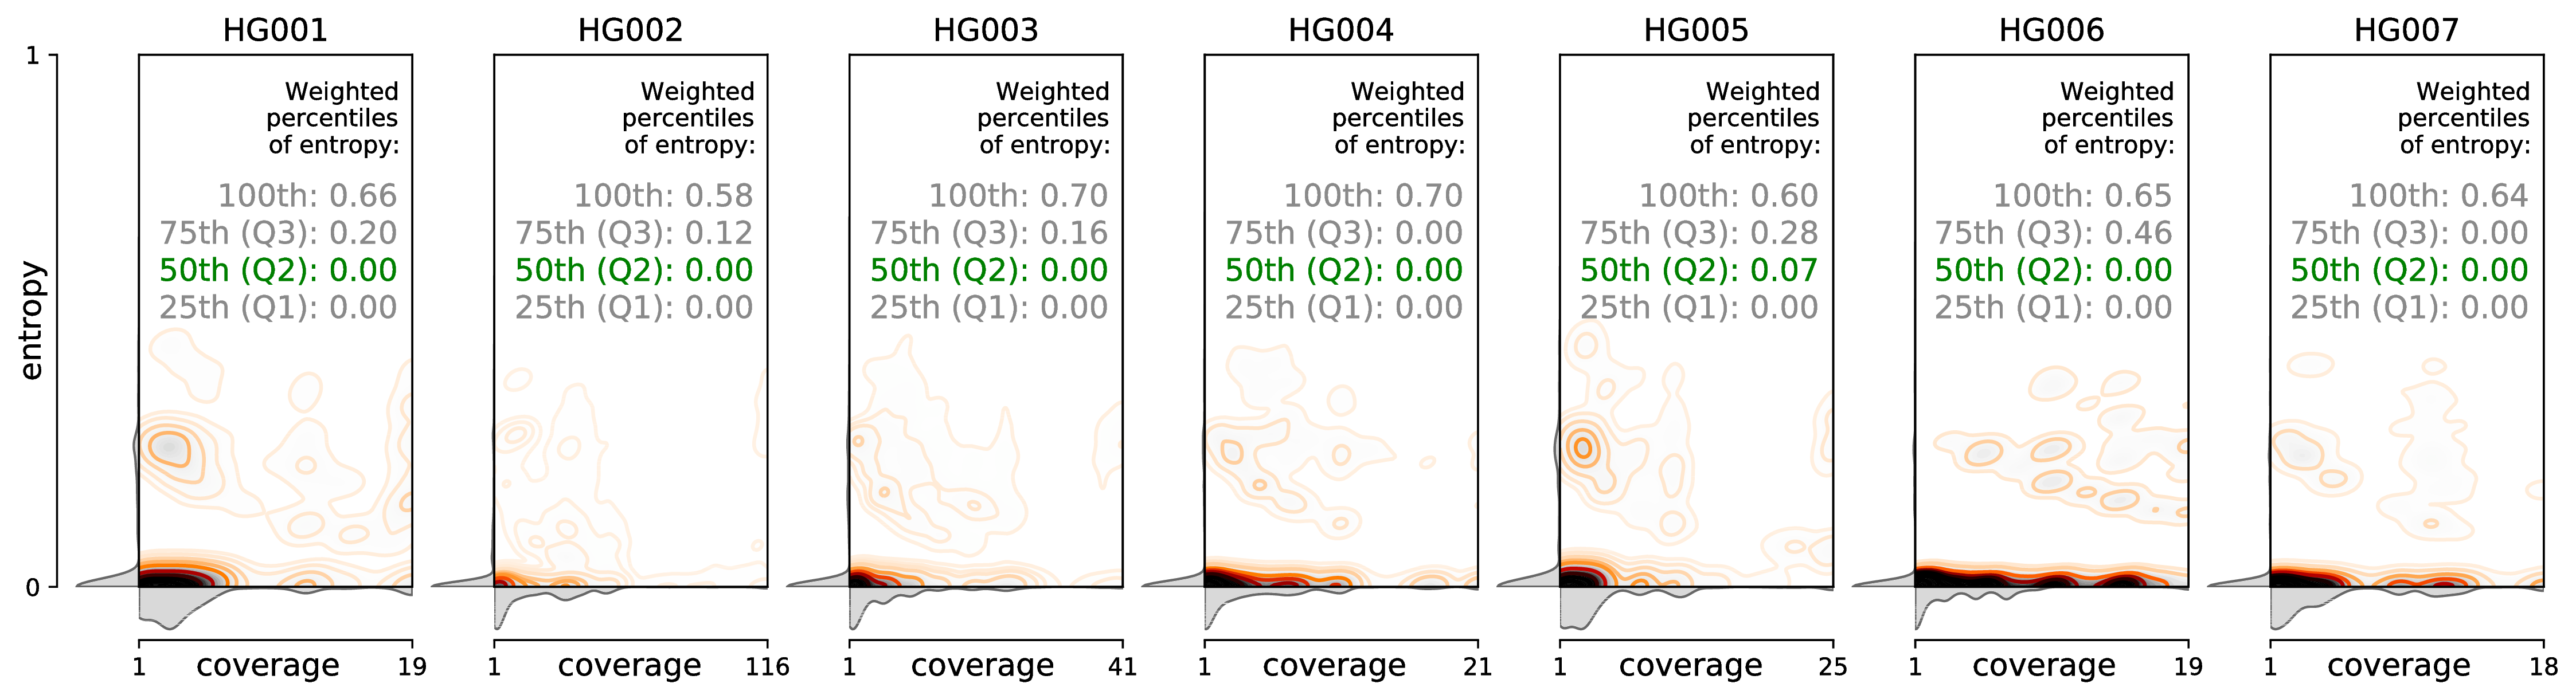 HG001
HG002
HG003
HG004
HG005
HG006
HG007
1
entropy
0
Weighted
percentiles
of entropy:
100th: 0.66
75th (Q3): 0.20
50th (Q2): 0.00
25th (Q1): 0.00
1
coverage
19
Weighted
percentiles
of entropy:
100th: 0.58
75th (Q3): 0.12
50th (Q2): 0.00
25th (Q1): 0.00
1
coverage
116
Weighted
percentiles
of entropy:
100th: 0.70
75th (Q3): 0.16
50th (Q2): 0.00
25th (Q1): 0.00
1
coverage
41
Weighted
percentiles
of entropy:
100th: 0.70
75th (Q3): 0.00
50th (Q2): 0.00
25th (Q1): 0.00
1
coverage
21
Weighted
percentiles
of entropy:
100th: 0.60
75th (Q3): 0.28
50th (Q2): 0.07
25th (Q1): 0.00
1
coverage
25
Weighted
percentiles
of entropy:
100th: 0.65
75th (Q3): 0.46
50th (Q2): 0.00
25th (Q1): 0.00
1
coverage
19
Weighted
percentiles
of entropy:
100th: 0.64
75th (Q3): 0.00
50th (Q2): 0.00
25th (Q1): 0.00
1
coverage
18